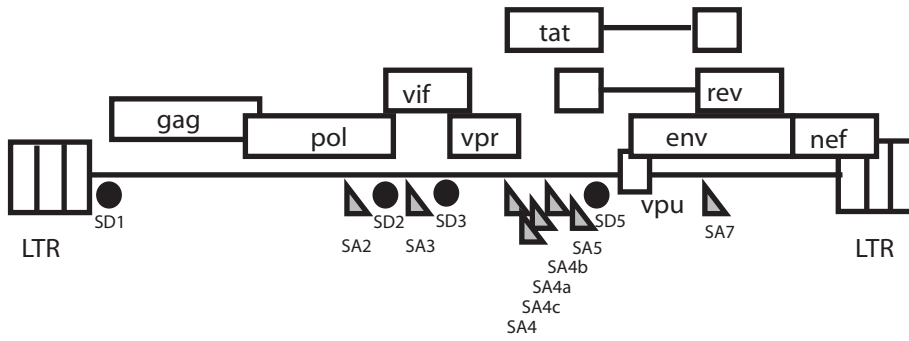 tat
vif
rev
gag
pol
vpr
env
nef
vpu
SD1
SD2
SD3
SD5
SA2
SA3
SA5
SA7
LTR
LTR
SA4b
SA4a
SA4c
SA4